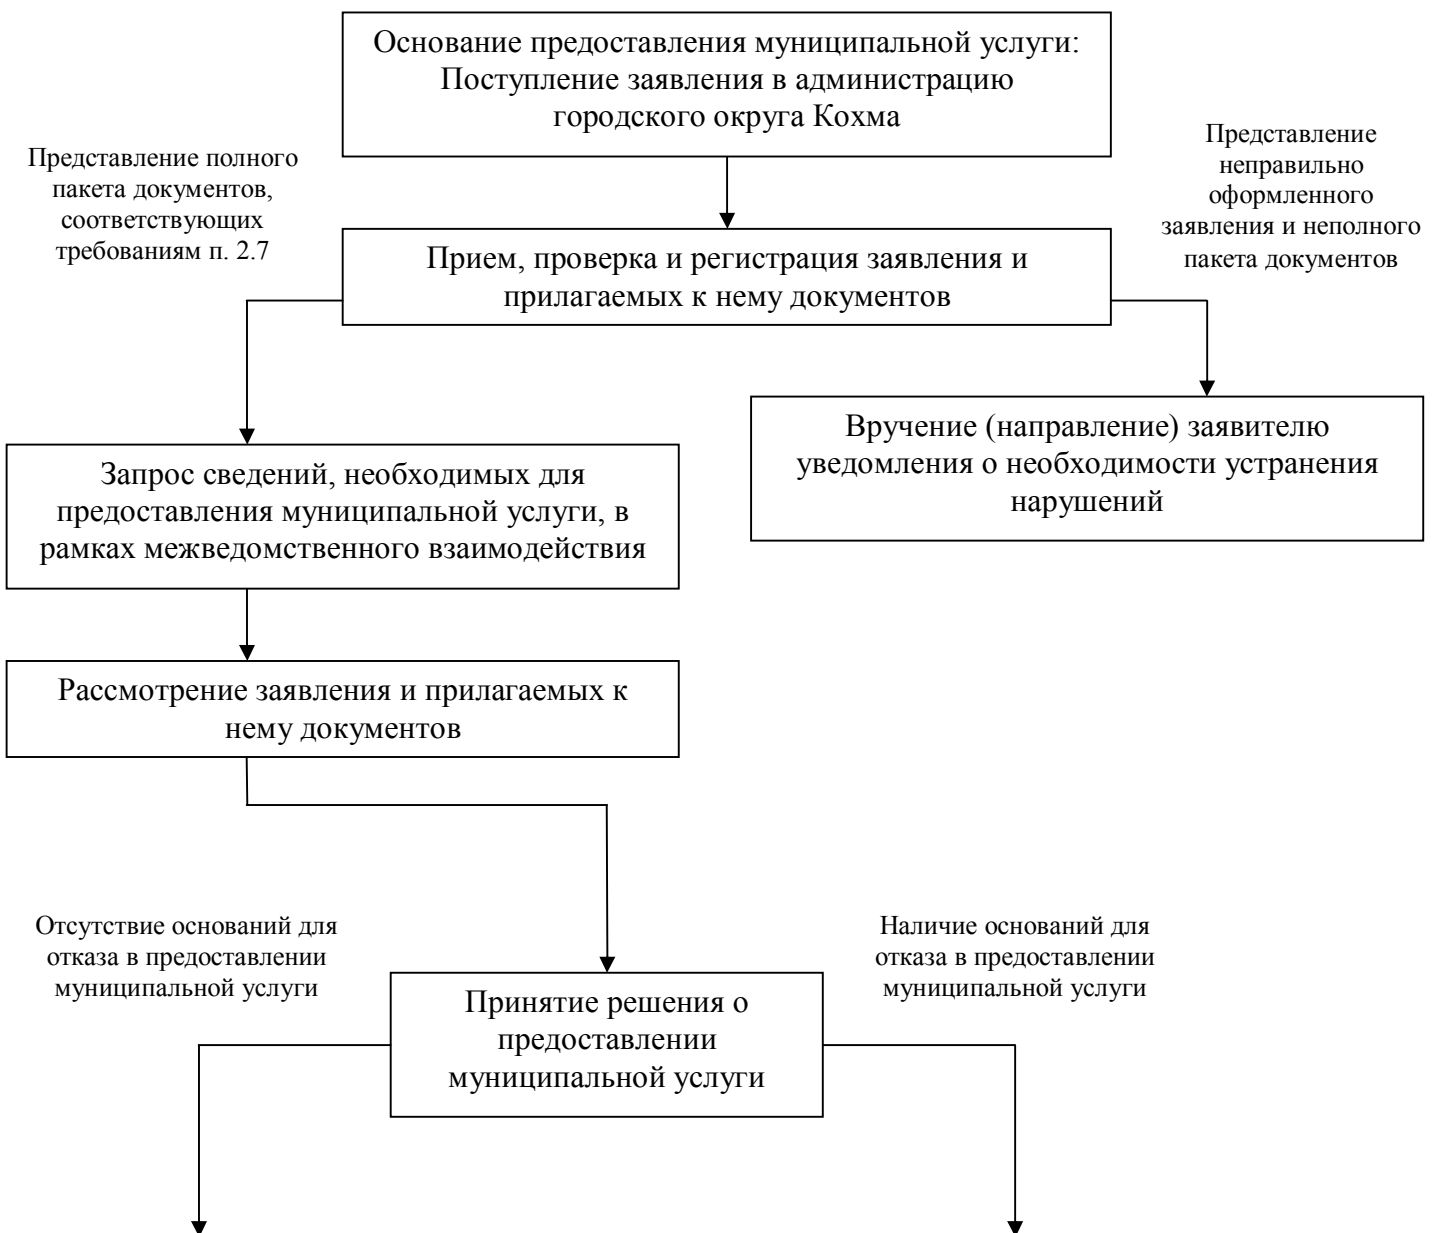 Основание предоставления муниципальной услуги:
Поступление заявления в администрацию
городского округа Кохма
Представление полного
пакета документов,
соответствующих
требованиям п. 2.7
Представление
неправильно
оформленного
заявления и неполного
пакета документов
Прием, проверка и регистрация заявления и
прилагаемых к нему документов
Вручение (направление) заявителю
уведомления о необходимости устранения
нарушений
Запрос сведений, необходимых для
предоставления муниципальной услуги, в
рамках межведомственного взаимодействия
Рассмотрение заявления и прилагаемых к
нему документов
Отсутствие оснований для
отказа в предоставлении
муниципальной услуги
Наличие оснований для
отказа в предоставлении
муниципальной услуги
Принятие решения о
предоставлении
муниципальной услуги